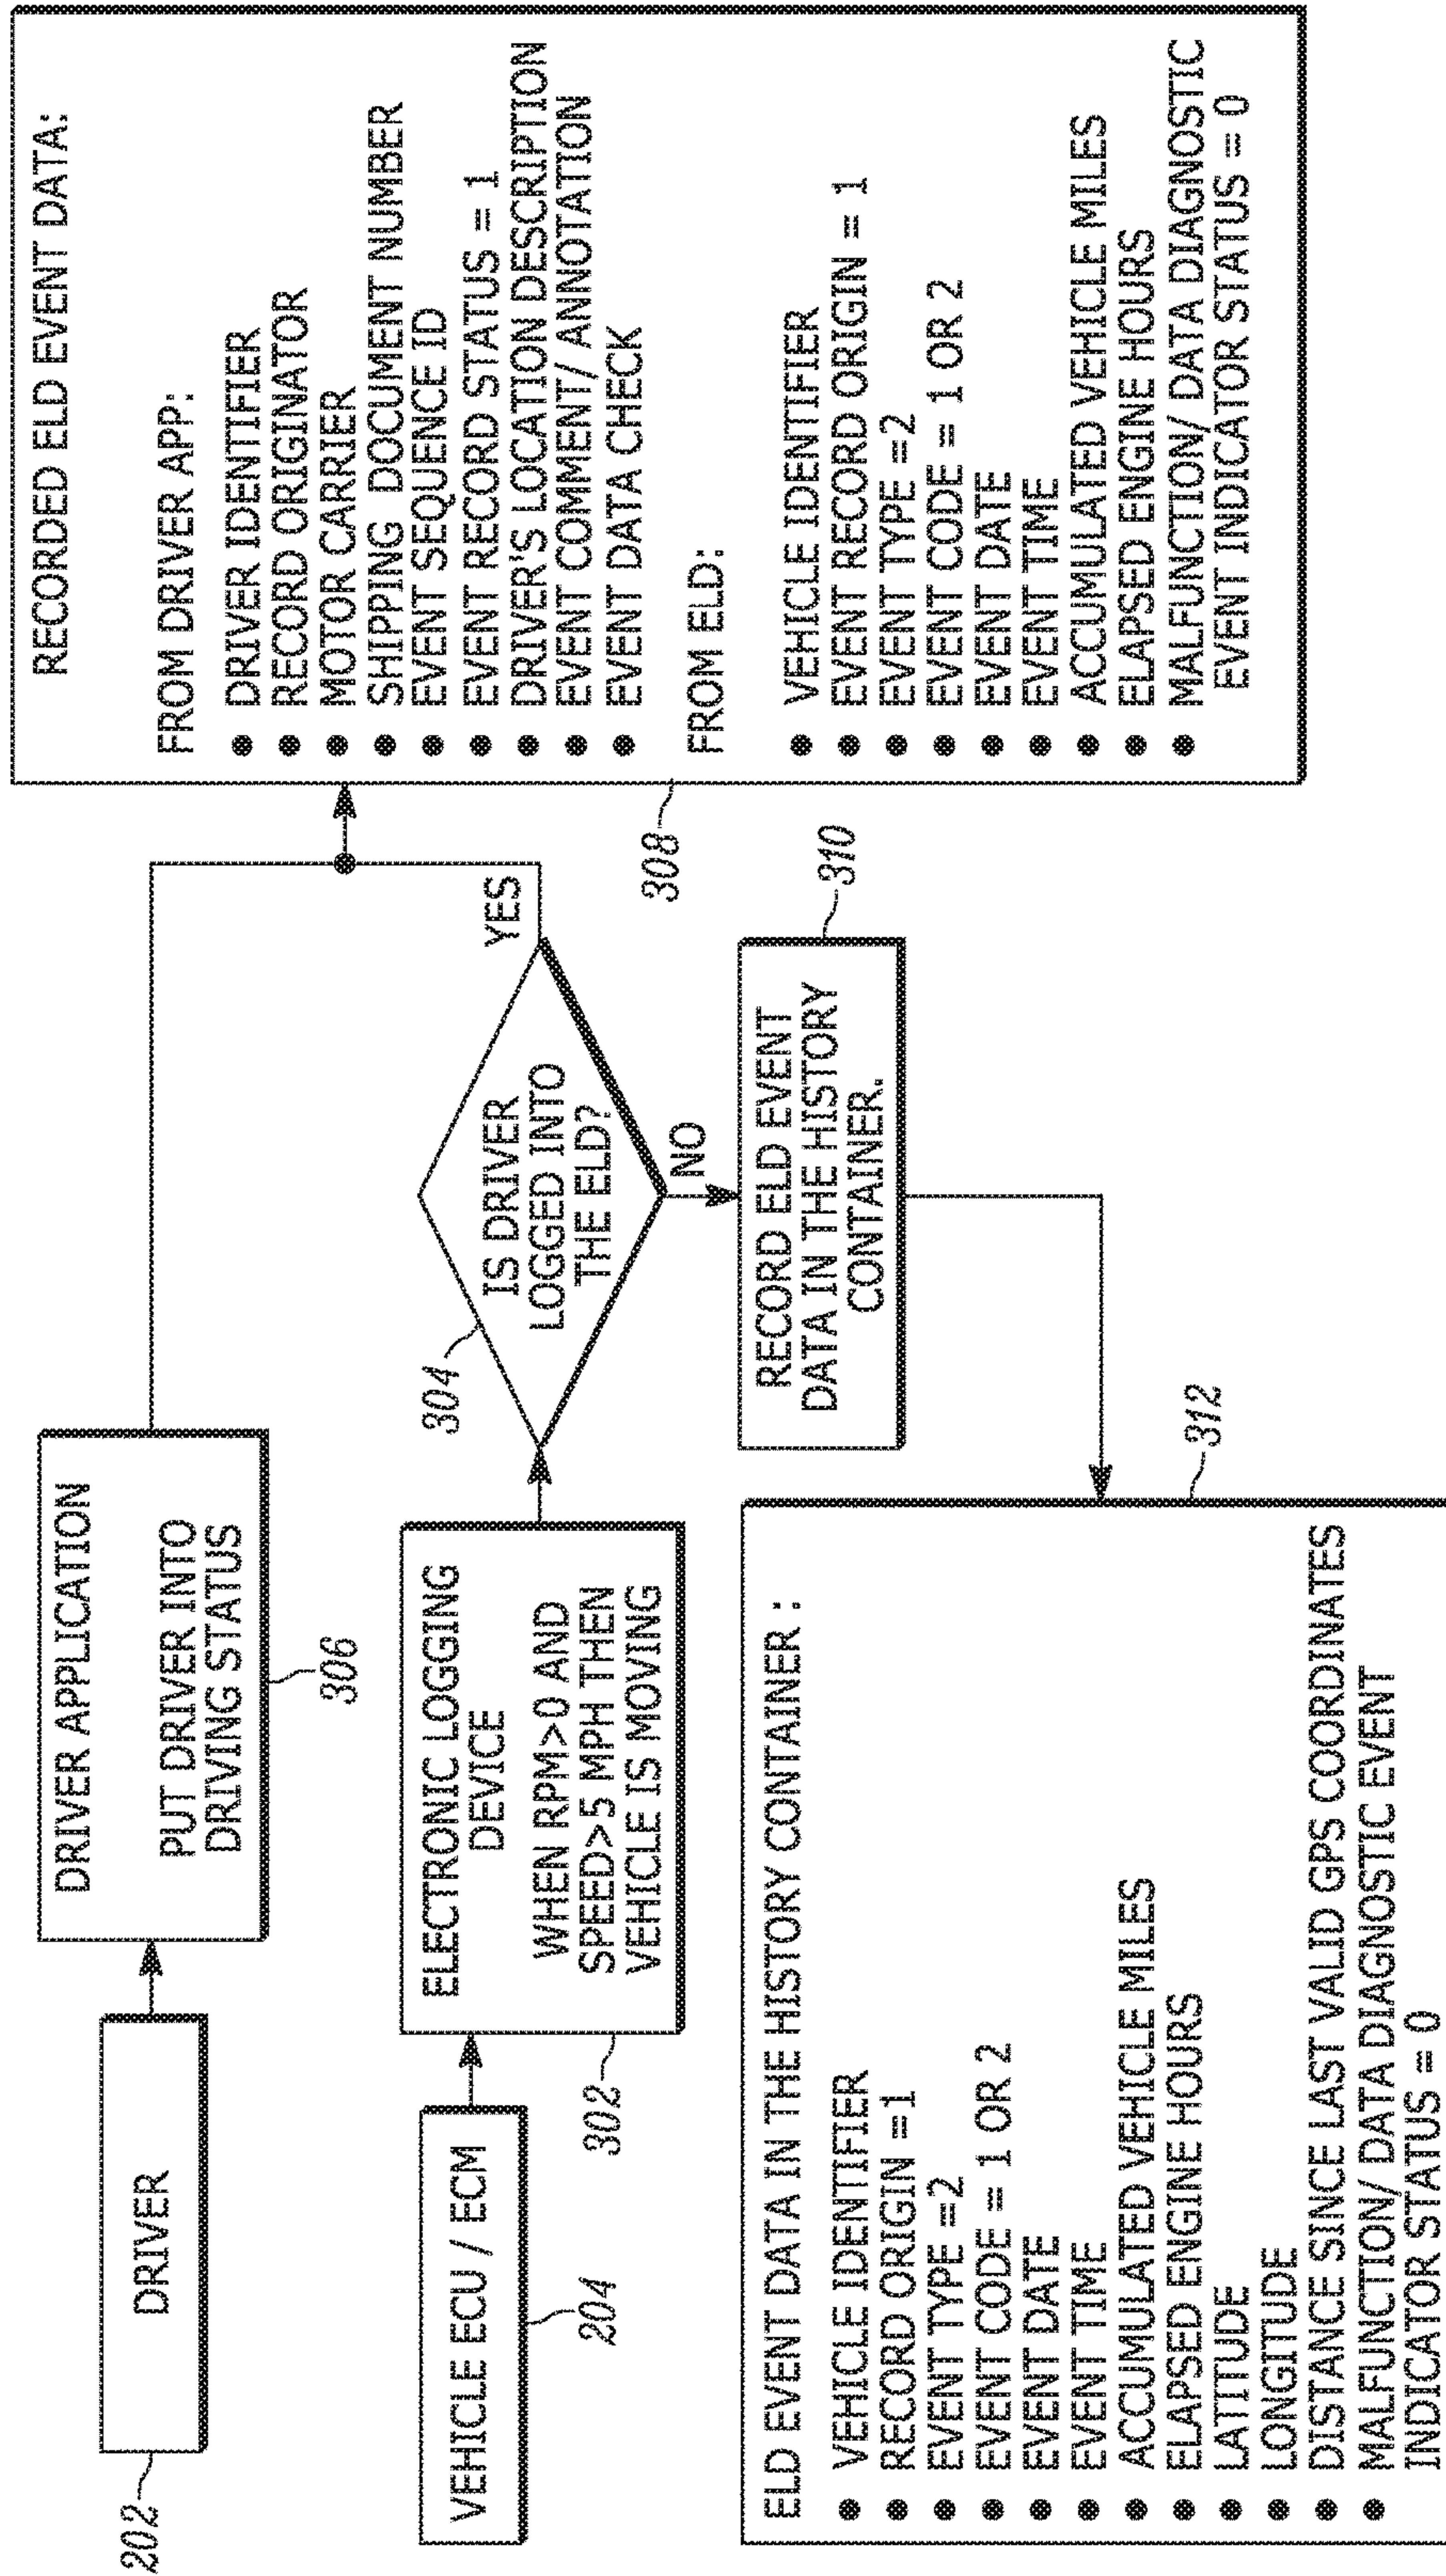 202
DRIVER
DRIVER APPLICATION
PUT DRIVER INTO
DRIVING STATUS
306
VEHICLE ECU / ECM
204
ELECTRONIC LOGGING
DEVICE
WHEN RPM>0 AND
SPEED>5 MPH THEN
VEHICLE IS MOVING
302
304
IS DRIVER
LOGGED INTO
THE ELD?
YES
NO
RECORD ELD EVENT
DATA IN THE HISTORY
CONTAINER.
310
RECORDED ELD EVENT DATA:
FROM DRIVER APP:
● DRIVER IDENTIFIER
● RECORD ORIGINATOR
● MOTOR CARRIER
● SHIPPING DOCUMENT NUMBER
● EVENT SEQUENCE ID
● EVENT RECORD STATUS = 1
● DRIVER'S LOCATION DESCRIPTION
● EVENT COMMENT/ ANNOTATION
● EVENT DATA CHECK
FROM ELD:
● VEHICLE IDENTIFIER
● EVENT RECORD ORIGIN = 1
● EVENT TYPE =2
● EVENT CODE = 1 OR 2
● EVENT DATE
● EVENT TIME
● ACCUMULATED VEHICLE MILES
● ELAPSED ENGINE HOURS
● MALFUNCTION/ DATA DIAGNOSTIC
EVENT INDICATOR STATUS = 0
308
ELD EVENT DATA IN THE HISTORY CONTAINER :
● VEHICLE IDENTIFIER
● RECORD ORIGIN =1
● EVENT TYPE =2
● EVENT CODE = 1 OR 2
● EVENT DATE
● EVENT TIME
● ACCUMULATED VEHICLE MILES
● ELAPSED ENGINE HOURS
● LATITUDE
● LONGITUDE
● DISTANCE SINCE LAST VALID GPS COORDINATES
● MALFUNCTION/ DATA DIAGNOSTIC EVENT
INDICATOR STATUS = 0
312